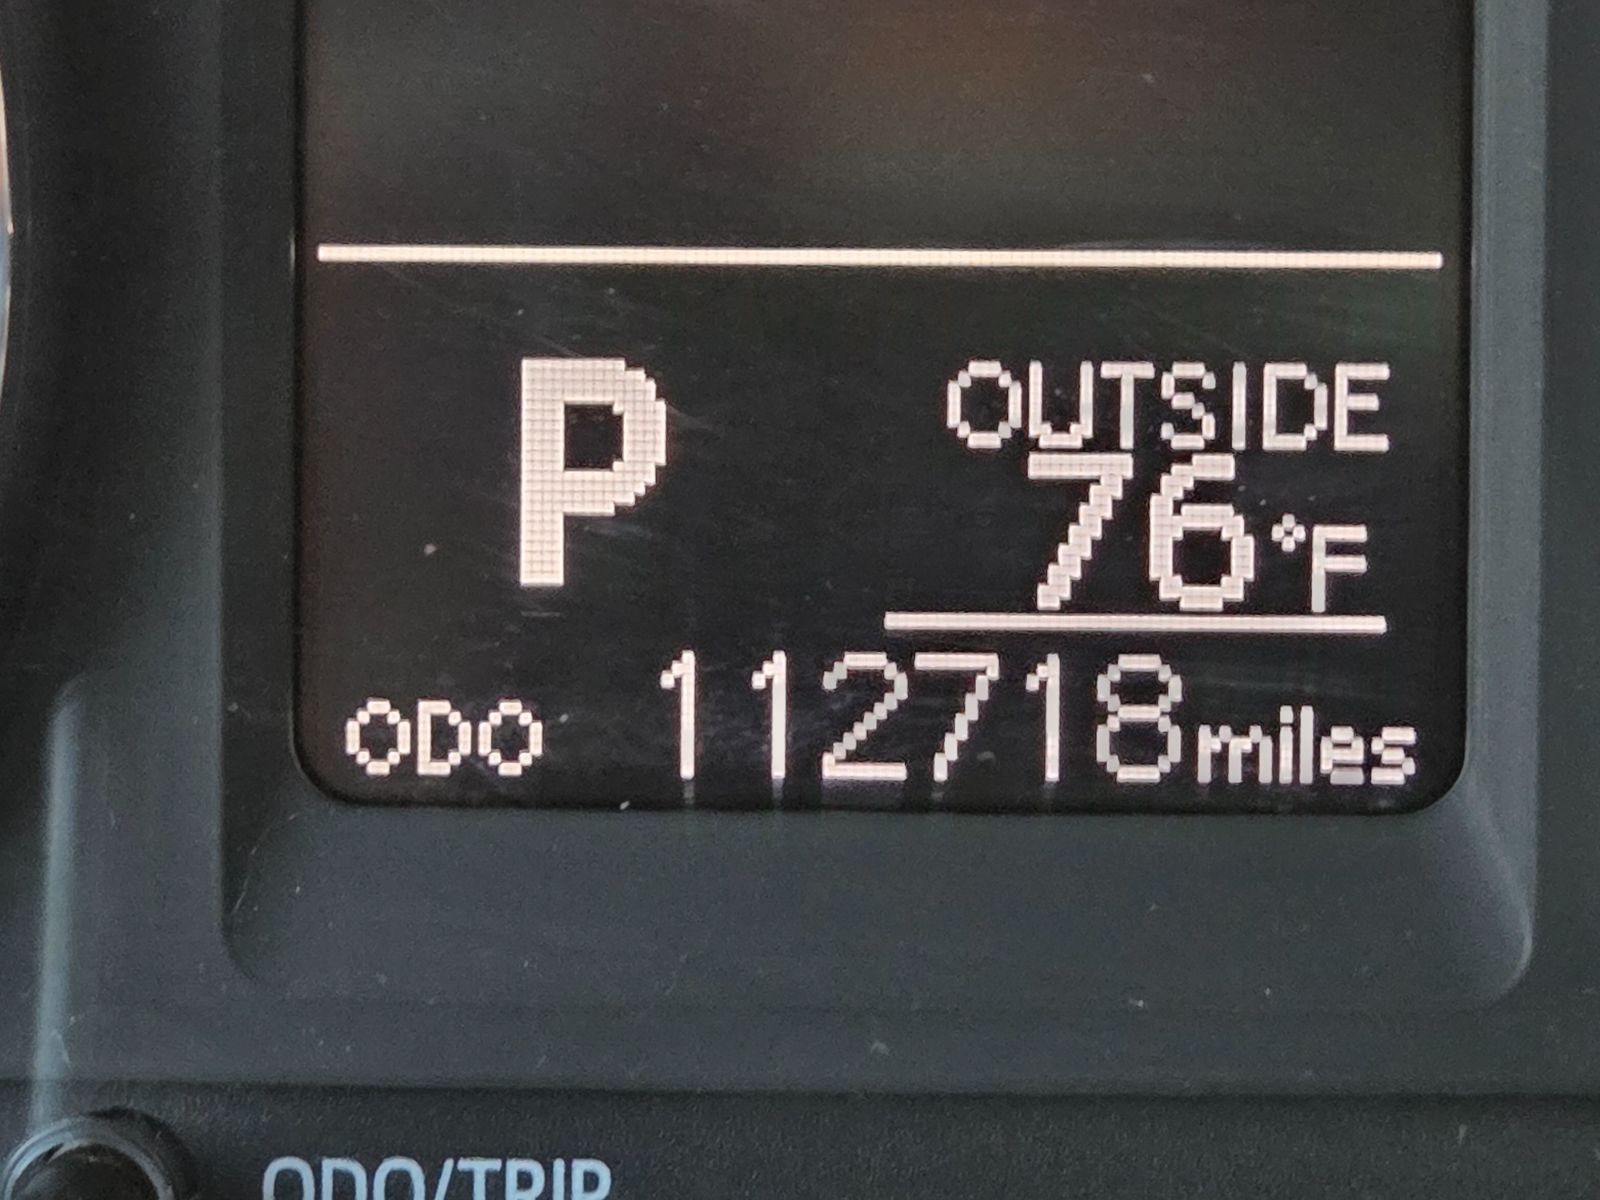 OUTSIDE
P 76°F
ODO 112718 miles
ODO/TRIP